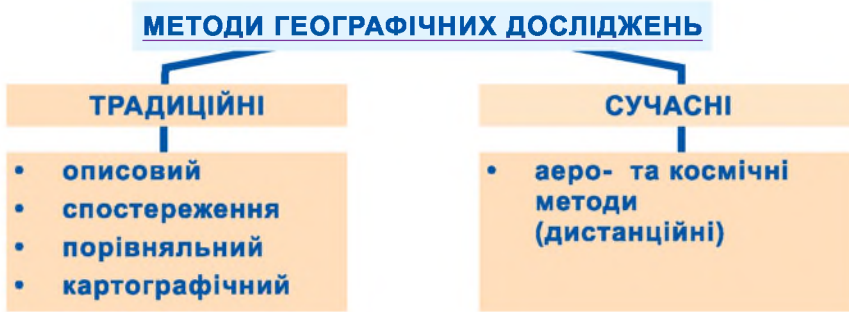 МЕТОДИ ГЕОГРАФІЧНИХ ДОСЛІДЖЕНЬ
ТРАДИЦІЙНІ
• описовий
• спостереження
• порівняльний
• картографічний
СУЧАСНІ
• аеро- та космічні
методи
(дистанційні)